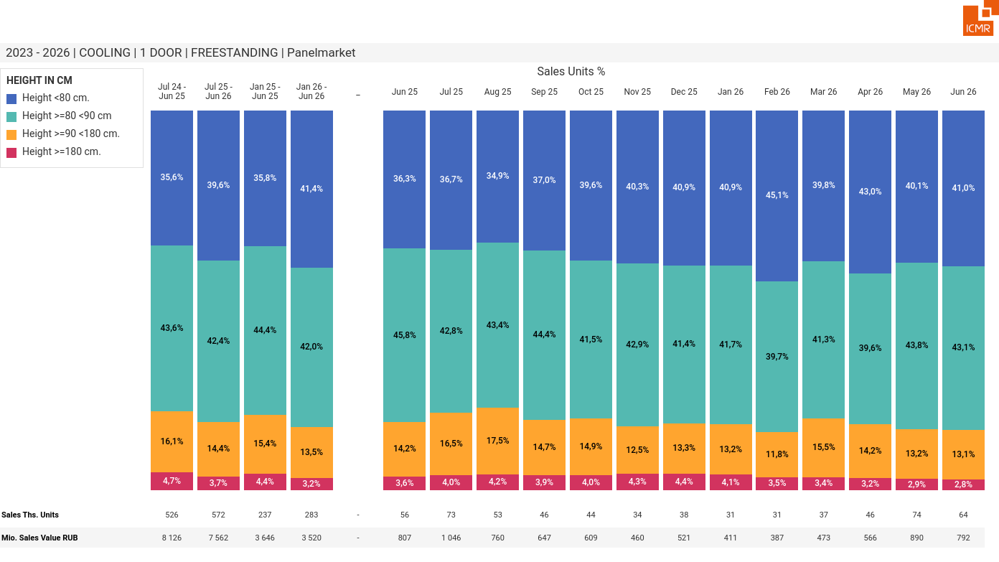 ICMR
2023 - 2026 | COOLING | 1 DOOR | FREESTANDING | Panelmarket
HEIGHT IN CM
Height <80 cm.
Height >=80 <90 cm
Height >=90 <180 cm.
Height >=180 cm.
Sales Units %
Jul 24 - Jul 25 - Jan 25 - Jan 26 -
Jun 25 Jun 26 Jun 25 Jun 26 – Jun 25 Jul 25 Aug 25 Sep 25 Oct 25 Nov 25 Dec 25 Jan 26 Feb 26 Mar 26 Apr 26 May 26 Jun 26
35,6% 39,6% 35,8% 41,4% 36,3% 36,7% 34,9% 37,0% 39,6% 40,3% 40,9% 40,9% 45,1% 39,8% 43,0% 40,1% 41,0%
43,6% 42,4% 44,4% 42,0% 45,8% 42,8% 43,4% 44,4% 41,5% 42,9% 41,4% 41,7% 39,7% 41,3% 39,6% 43,8% 43,1%
16,1% 14,4% 15,4% 13,5% 14,2% 16,5% 17,5% 14,7% 14,9% 12,5% 13,3% 13,2% 11,8% 15,5% 14,2% 13,2% 13,1%
4,7% 3,7% 4,4% 3,2% 3,6% 4,0% 4,2% 3,9% 4,0% 4,3% 4,4% 4,1% 3,5% 3,4% 3,2% 2,9% 2,8%
Sales Ths. Units 526 572 237 283 - 56 73 53 46 44 34 38 31 31 37 46 74 64
Mio. Sales Value RUB 8 126 7 562 3 646 3 520 - 807 1 046 760 647 609 460 521 411 387 473 566 890 792